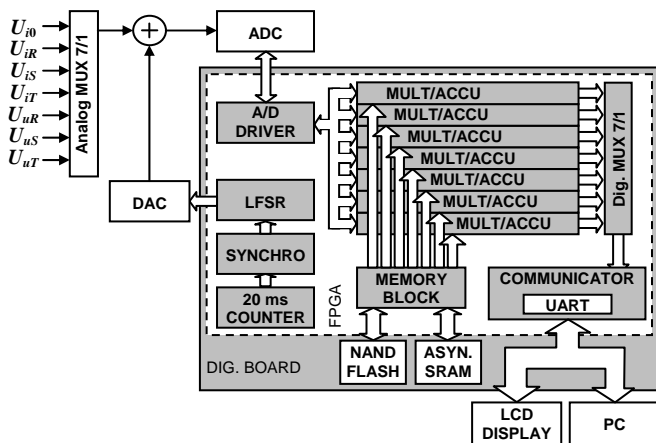 U_i0
U_iR
U_iS
U_iT
U_uR
U_uS
U_uT
Analog MUX 7/1
+
ADC
DAC
A/D
DRIVER
LFSR
SYNCHRO
20 ms
COUNTER
FPGA
MULT/ACCU
MULT/ACCU
MULT/ACCU
MULT/ACCU
MULT/ACCU
MULT/ACCU
MULT/ACCU
Dig. MUX 7/1
MEMORY
BLOCK
COMMUNICATOR
UART
DIG. BOARD
NAND
FLASH
ASYN.
SRAM
LCD
DISPLAY
PC